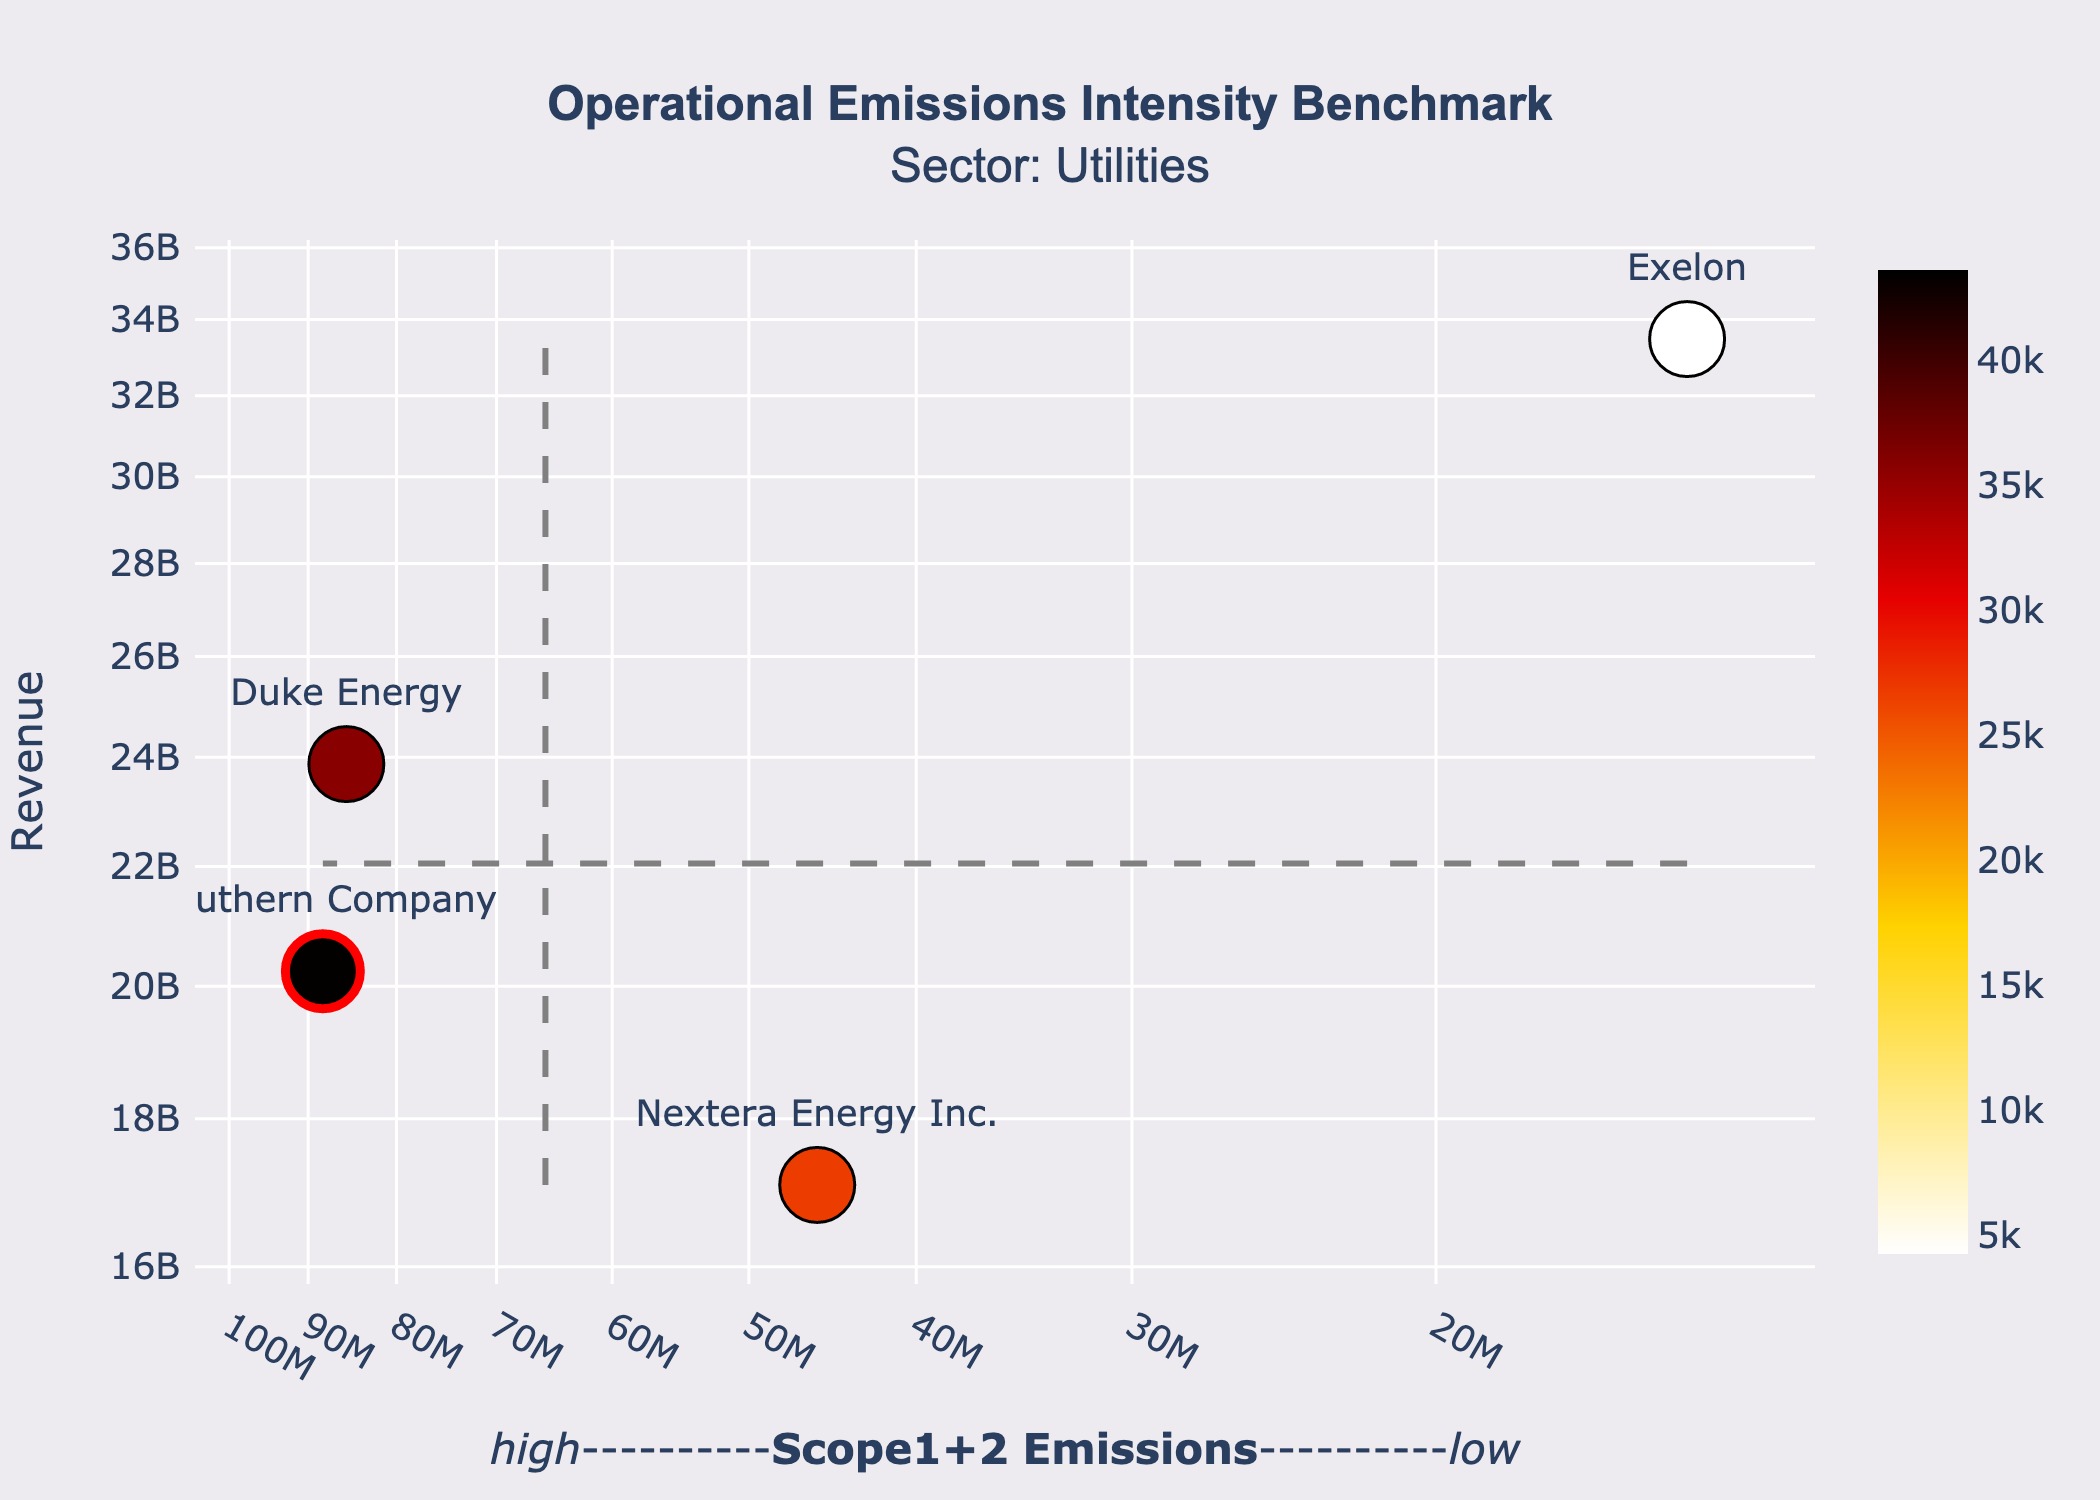 Operational Emissions Intensity Benchmark
Sector: Utilities
36B
34B
32B
30B
28B
26B
24B
22B
20B
18B
16B
Revenue
Exelon
Duke Energy
uthern Company
Nextera Energy Inc.
40k
35k
30k
25k
20k
15k
10k
5k
100M
90M
80M
70M
60M
50M
40M
30M
20M
high----------Scope1+2 Emissions----------low